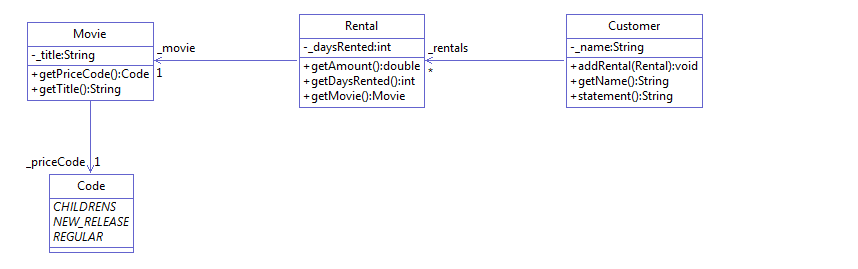 Movie
-_title:String
+getPriceCode():Code
+getTitle():String
_movie
1
Rental
-_daysRented:int
+getAmount():double
+getDaysRented():int
+getMovie():Movie
_rentals
*
Customer
-_name:String
+addRental(Rental):void
+getName():String
+statement():String
_priceCode
1
Code
CHILDRENS
NEW_RELEASE
REGULAR